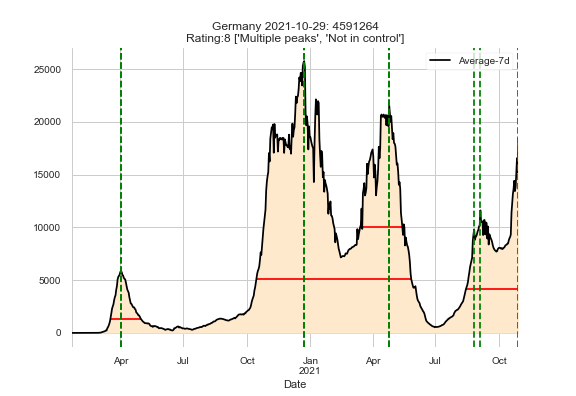 Germany 2021-10-29: 4591264
Rating:8 ['Multiple peaks', 'Not in control']
Average-7d
25000
20000
15000
10000
5000
0
Apr
Jul
Oct
Jan
2021
Apr
Jul
Oct
Date